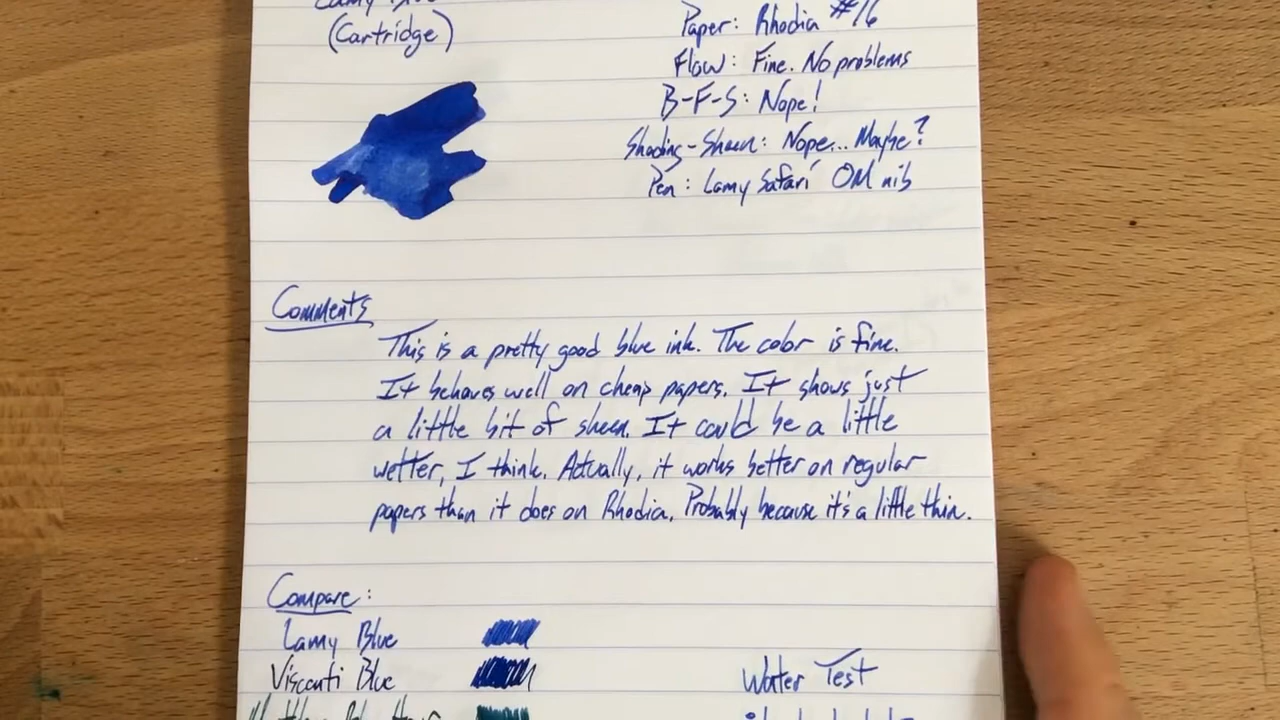 Lamy Blue
(Cartridge)
Paper: Rhodia #16
Flow: Fine. No problems
B-F-S: Nope!
Shading-Sheen: Nope... Maybe?
Pen: Lamy Safari OM nib
Comments
This is a pretty good blue ink. The color is fine.
It behaves well on cheap papers. It shows just
a little bit of sheen. It could be a little
wetter, I think. Actually, it works better on regular
papers than it does on Rhodia. Probably because it's a little thin.
Compare:
Lamy Blue
Visconti Blue
Water Test